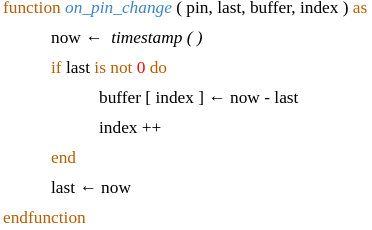 function on_pin_change ( pin, last, buffer, index ) as
now ← timestamp ( )
if last is not 0 do
buffer [ index ] ← now - last
index ++
end
last ← now
endfunction